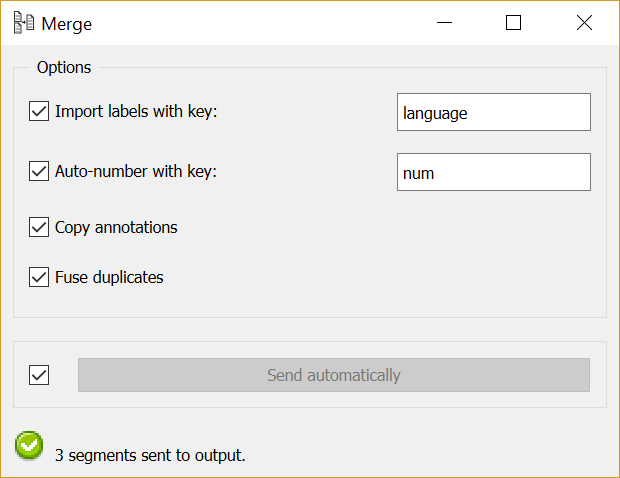 Merge
Options
Import labels with key: language
Auto-number with key: num
Copy annotations
Fuse duplicates
Send automatically
3 segments sent to output.